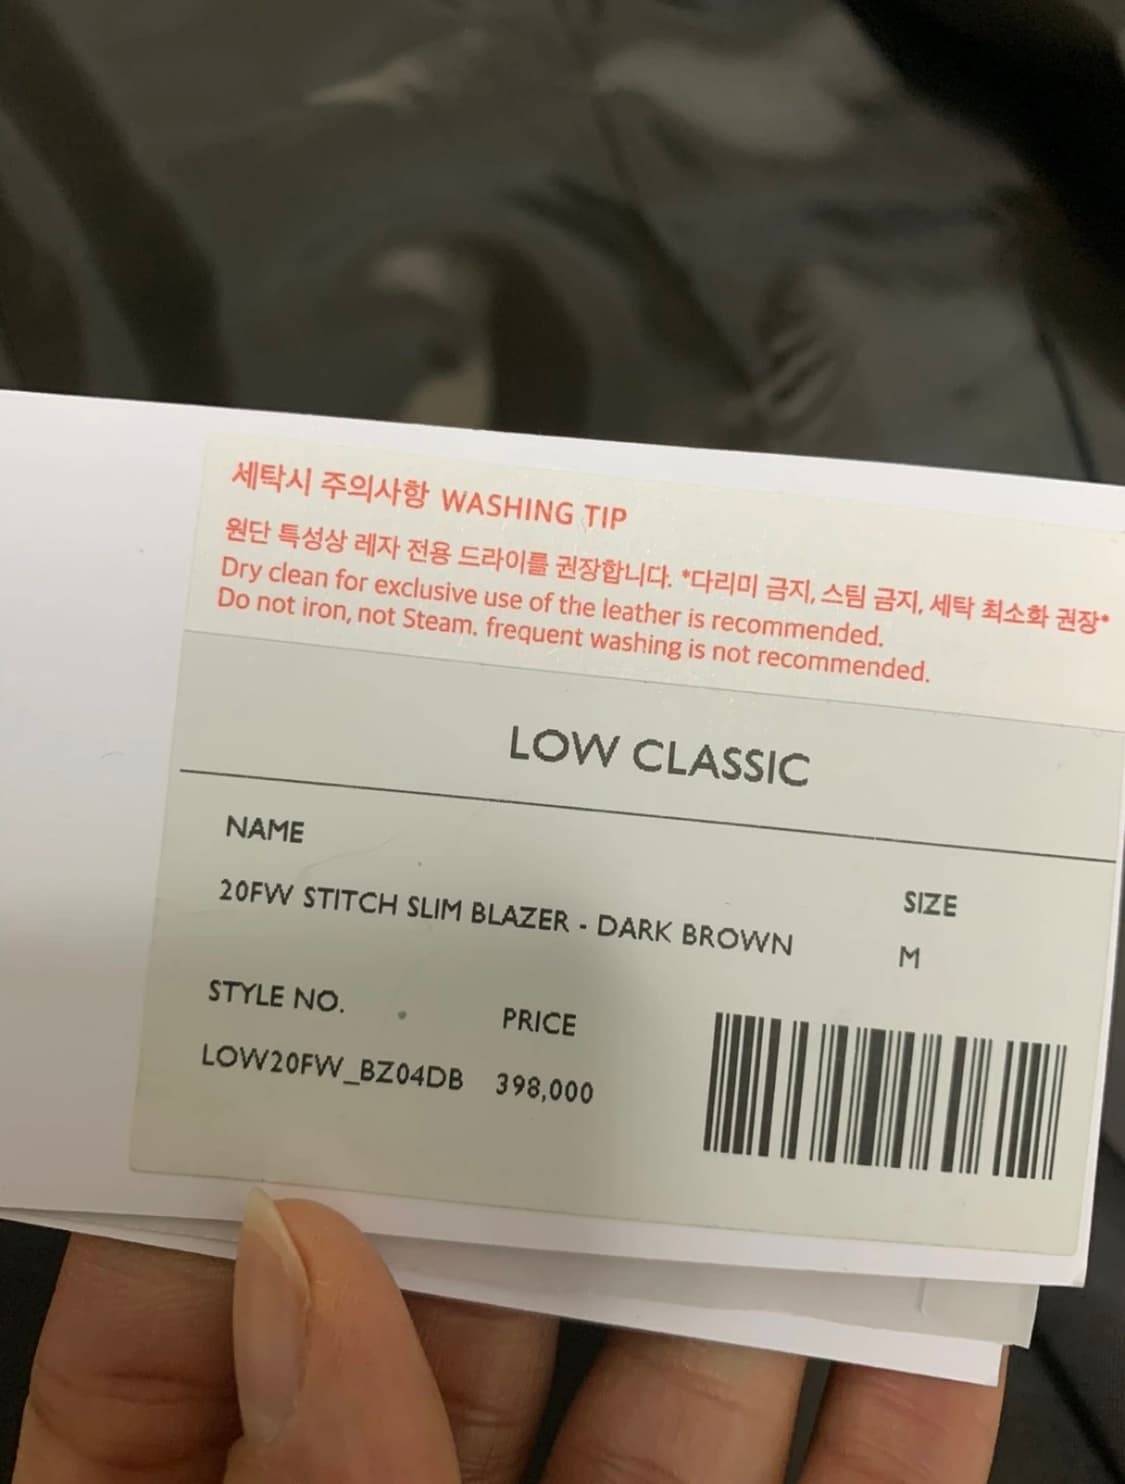 세탁시 주의사항 WASHING TIP
원단 특성상 레자 전용 드라이를 권장합니다. *다리미 금지, 스팀 금지, 세탁 최소화 권장*
Dry clean for exclusive use of the leather is recommended.
Do not iron, not Steam. frequent washing is not recommended.
LOW CLASSIC
NAME
20FW STITCH SLIM BLAZER - DARK BROWN
SIZE
M
STYLE NO.
LOW20FW_BZ04DB
PRICE
398,000